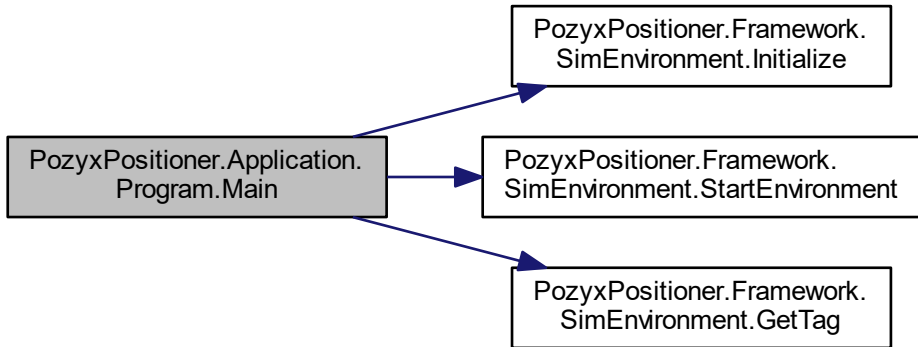 PozyxPositioner.Framework.
SimEnvironment.Initialize
PozyxPositioner.Application.
Program.Main
PozyxPositioner.Framework.
SimEnvironment.StartEnvironment
PozyxPositioner.Framework.
SimEnvironment.GetTag